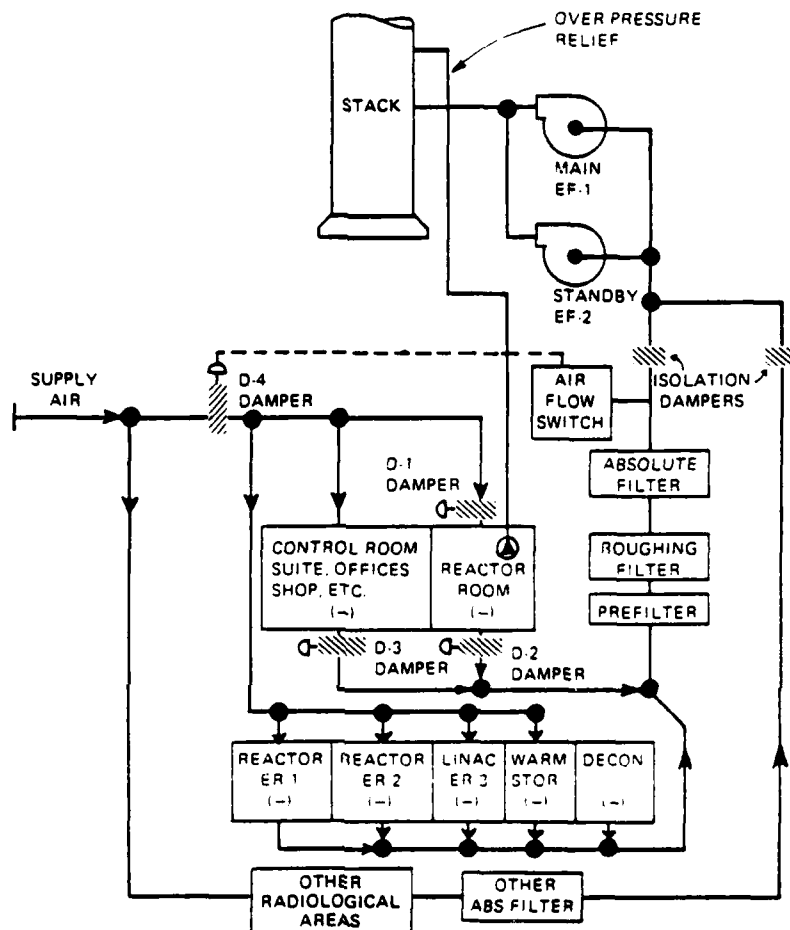 OVER PRESSURE
RELIEF
STACK
MAIN
EF-1
STANDBY
EF-2
SUPPLY
AIR
D-4
DAMPER
AIR
FLOW
SWITCH
ISOLATION
DAMPERS
D-1
DAMPER
ABSOLUTE
FILTER
CONTROL ROOM
SUITE, OFFICES
SHOP, ETC.
(-)
REACTOR
ROOM
(-)
ROUGHING
FILTER
PREFILTER
D-3
DAMPER
D-2
DAMPER
REACTOR
ER 1
(-)
REACTOR
ER 2
(-)
LINAC
ER 3
(-)
WARM
STOR
(-)
DECON
(-)
OTHER
RADIOLOGICAL
AREAS
OTHER
ABS FILTER